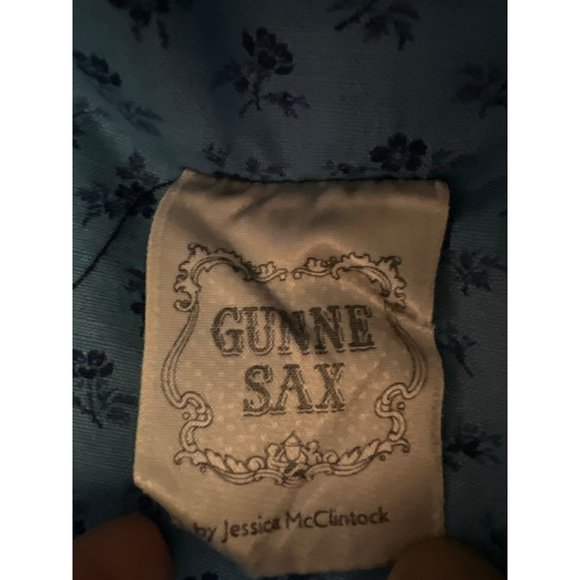 GUNNE
SAX
by Jessica McClintock